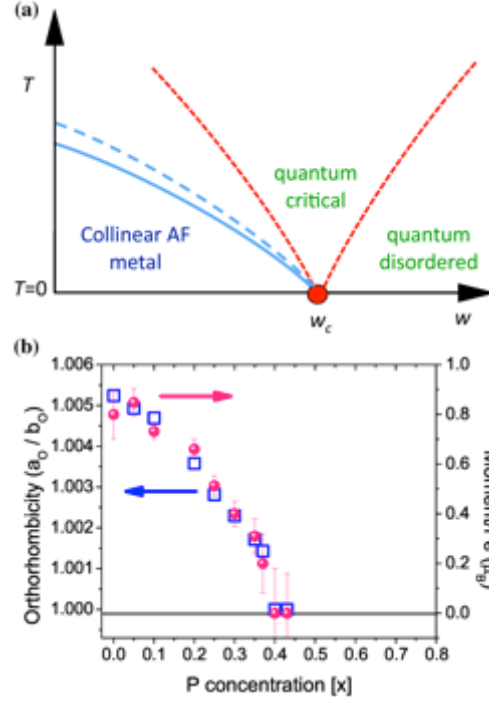 (a)
T
quantum
critical
Collinear AF
metal
quantum
disordered
T=0
w_c
w
(b)
1.006
1.005
1.004
1.003
1.002
1.001
1.000
Orthorhombicity (a_O / b_O)
1.0
0.8
0.6
0.4
0.2
0.0
0.0 0.1 0.2 0.3 0.4 0.5 0.6 0.7 0.8
P concentration [x]